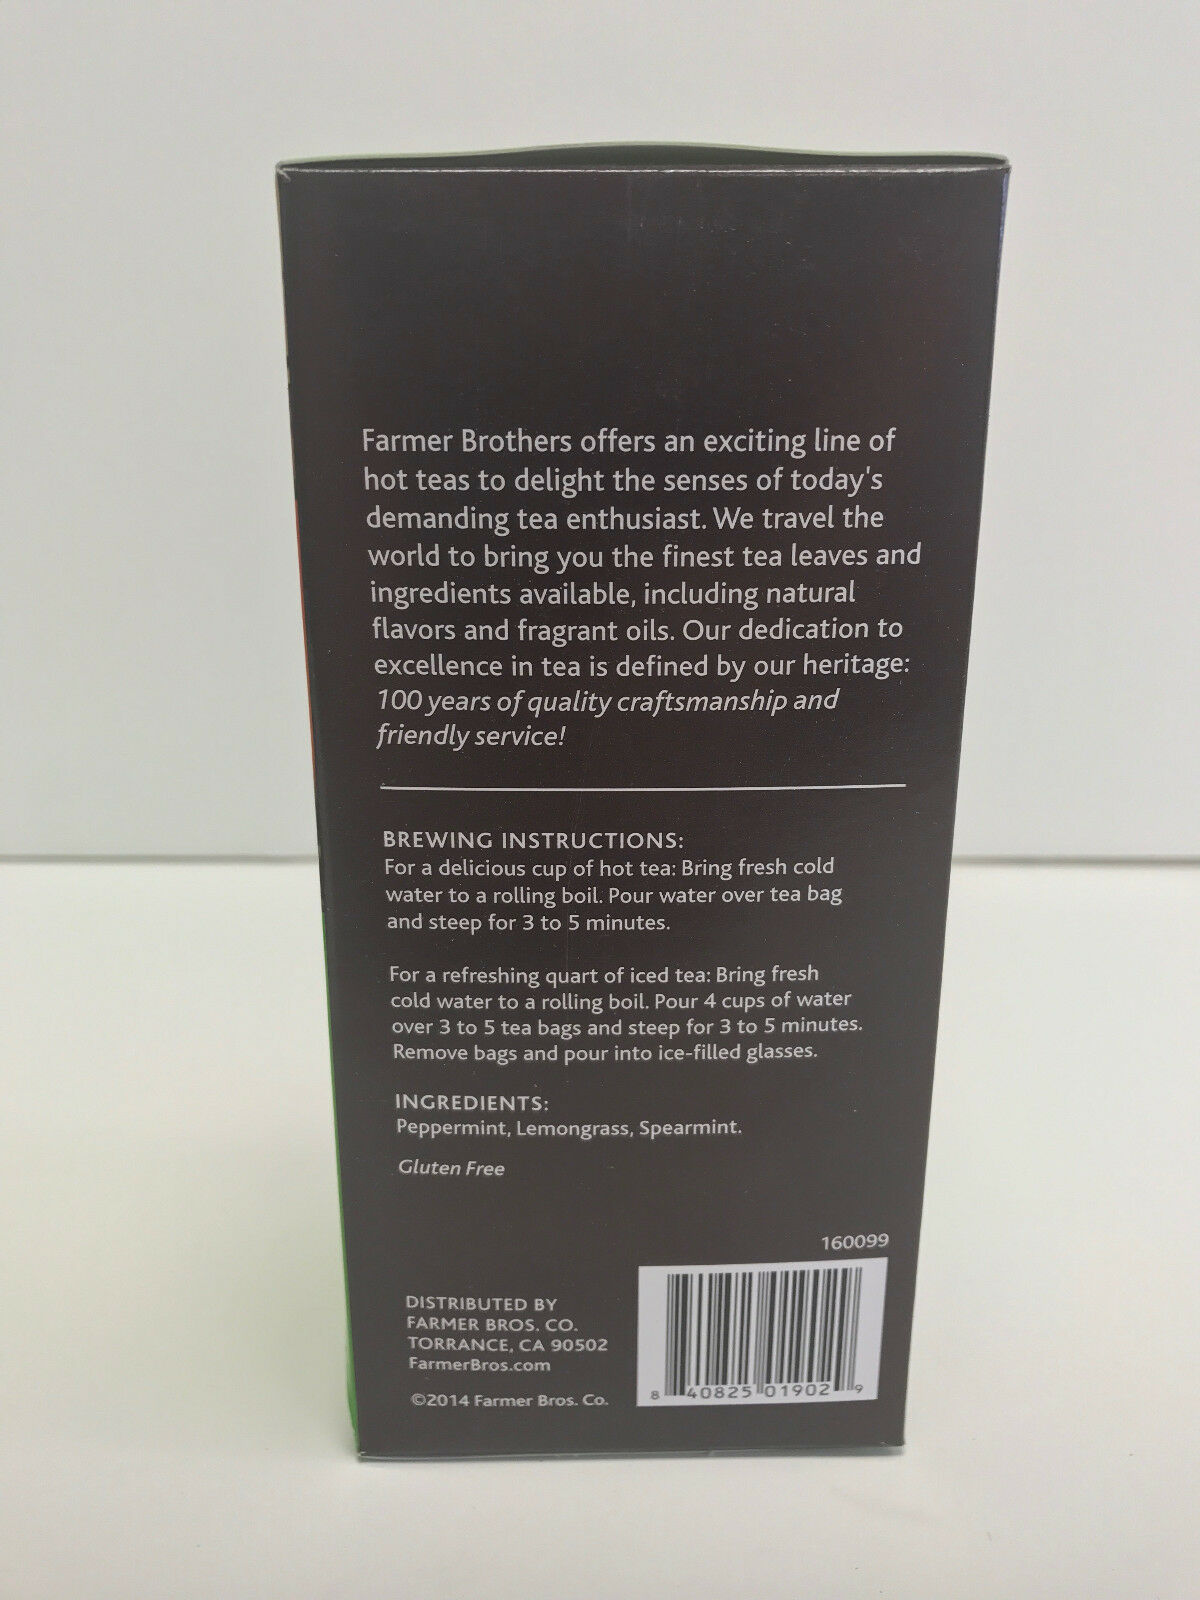 Farmer Brothers offers an exciting line of
hot teas to delight the senses of today's
demanding tea enthusiast. We travel the
world to bring you the finest tea leaves and
ingredients available, including natural
flavors and fragrant oils. Our dedication to
excellence in tea is defined by our heritage:
100 years of quality craftsmanship and
friendly service!
BREWING INSTRUCTIONS:
For a delicious cup of hot tea: Bring fresh cold
water to a rolling boil. Pour water over tea bag
and steep for 3 to 5 minutes.
For a refreshing quart of iced tea: Bring fresh
cold water to a rolling boil. Pour 4 cups of water
over 3 to 5 tea bags and steep for 3 to 5 minutes.
Remove bags and pour into ice-filled glasses.
INGREDIENTS:
Peppermint, Lemongrass, Spearmint.
Gluten Free
160099
DISTRIBUTED BY
FARMER BROS. CO.
TORRANCE, CA 90502
FarmerBros.com
©2014 Farmer Bros. Co.
8 40825 01902 9